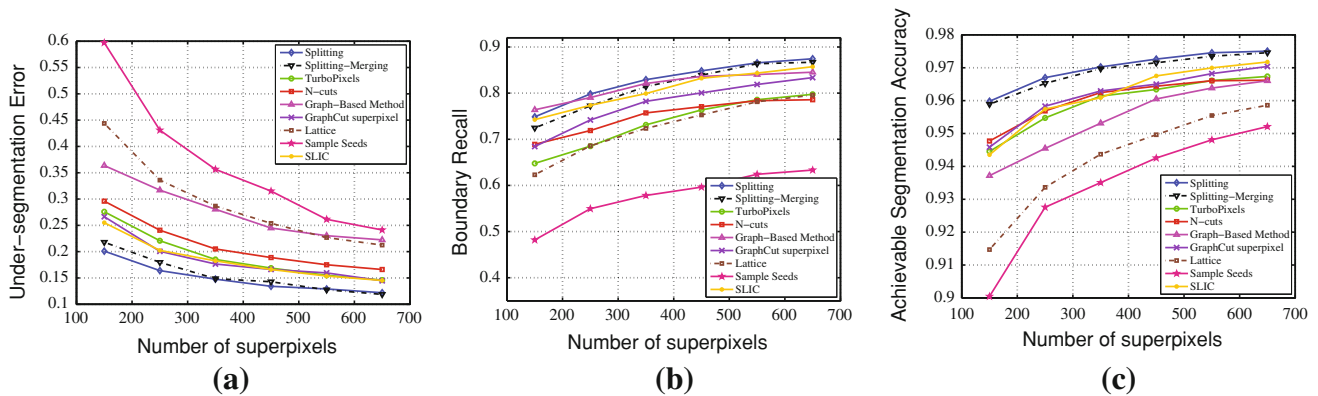 Under-segmentation Error
0.6
0.55
0.5
0.45
0.4
0.35
0.3
0.25
0.2
0.15
0.1
100 200 300 400 500 600 700
Splitting
Splitting-Merging
TurboPixels
N-cuts
Graph-Based Method
GraphCut superpixel
Lattice
Sample Seeds
SLIC
Number of superpixels
(a)
Boundary Recall
0.9
0.8
0.7
0.6
0.5
0.4
100 200 300 400 500 600 700
Splitting
Splitting-Merging
TurboPixels
N-cuts
Graph-Based Method
GraphCut superpixel
Lattice
Sample Seeds
SLIC
Number of superpixels
(b)
Achievable Segmentation Accuracy
0.98
0.97
0.96
0.95
0.94
0.93
0.92
0.91
0.9
100 200 300 400 500 600 700
Splitting
Splitting-Merging
TurboPixels
N-cuts
Graph-Based Method
GraphCut superpixel
Lattice
Sample Seeds
SLIC
Number of superpixels
(c)